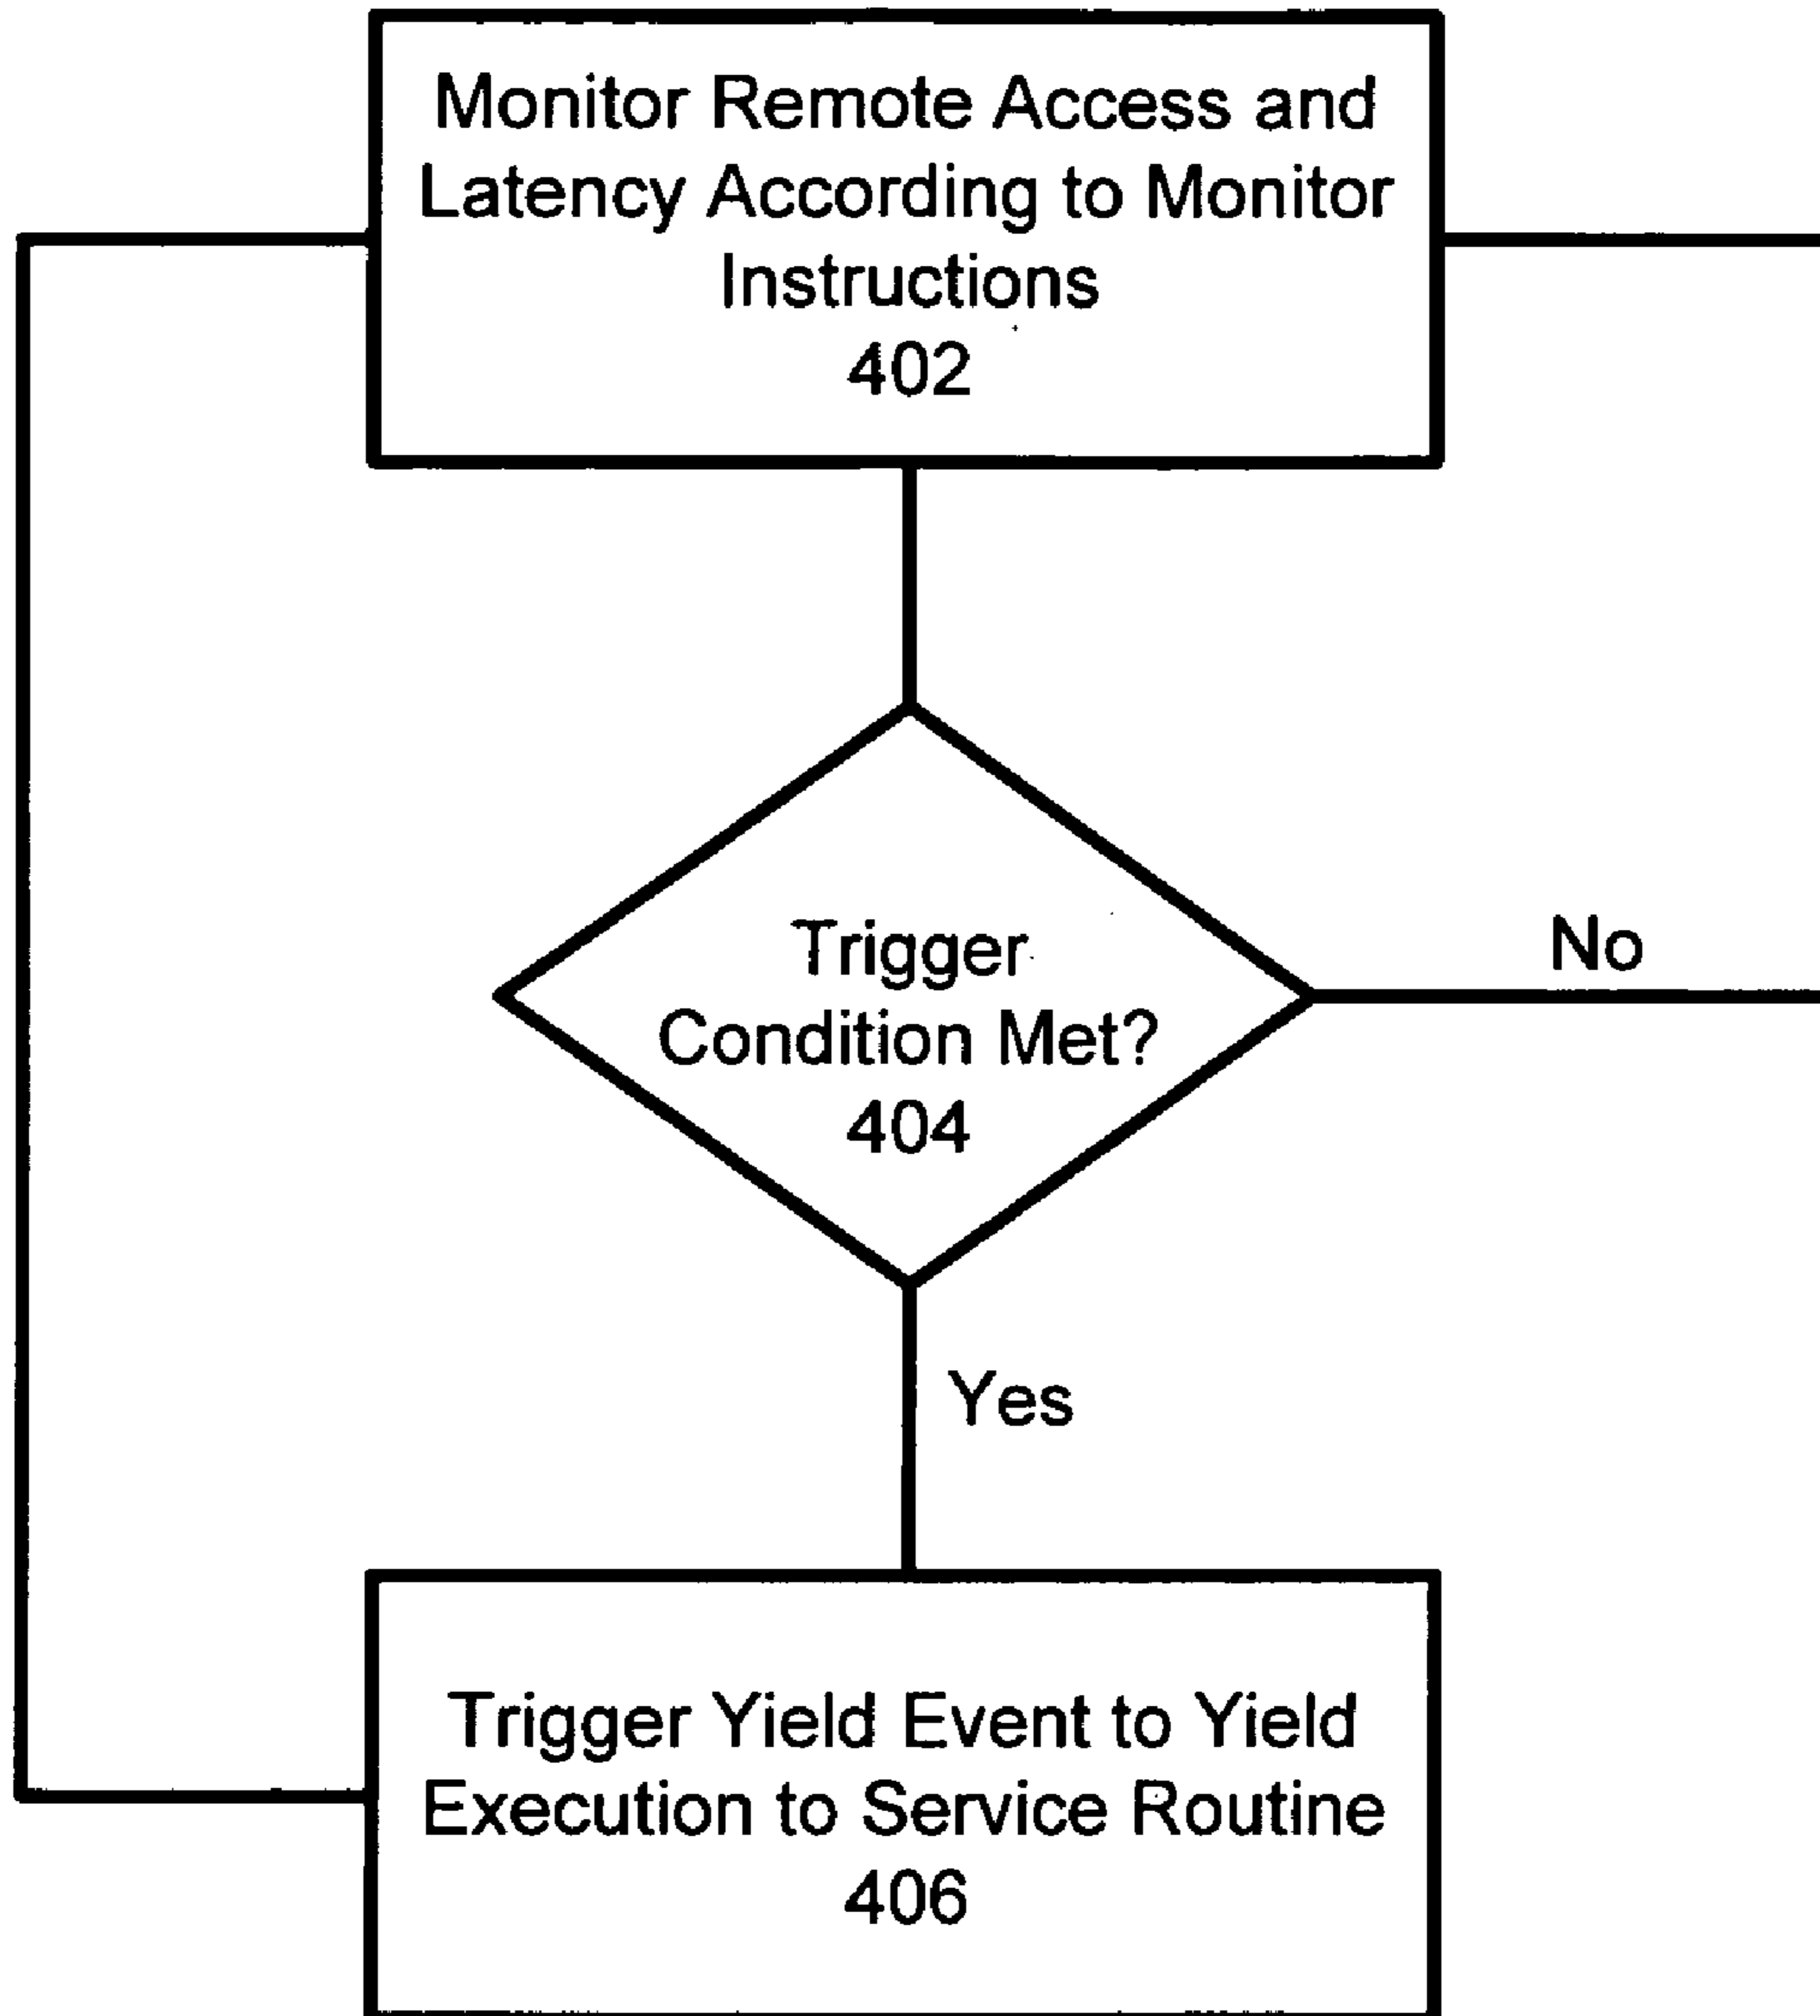 Monitor Remote Access and
Latency According to Monitor
Instructions
402
Trigger
Condition Met?
404
No
Yes
Trigger Yield Event to Yield
Execution to Service Routine
406